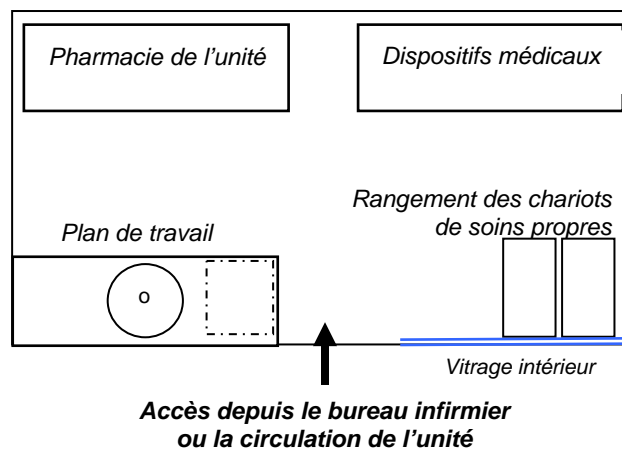 Pharmacie de l'unité
Dispositifs médicaux
Rangement des chariots
de soins propres
Plan de travail
o
Vitrage intérieur
Accès depuis le bureau infirmier
ou la circulation de l'unité